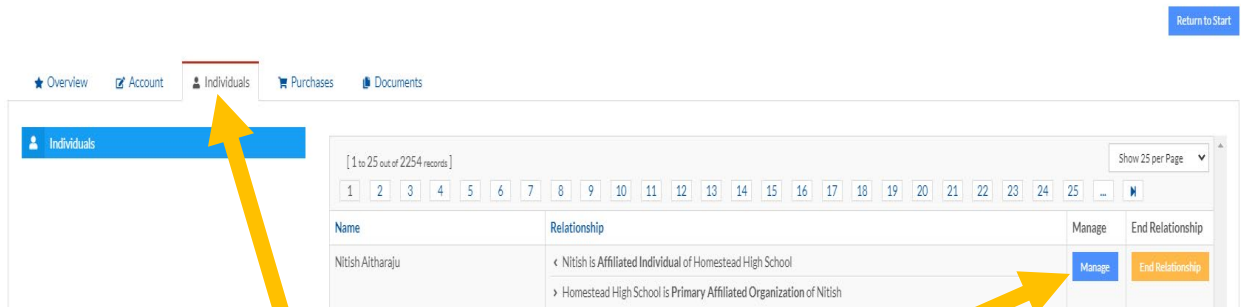 Return to Start
Overview Account Individuals Purchases Documents
Individuals
[ 1 to 25 out of 2254 records ] Show 25 per Page
1 2 3 4 5 6 7 8 9 10 11 12 13 14 15 16 17 18 19 20 21 22 23 24 25 ...
Name Relationship Manage End Relationship
Nitish Aitharaju ‹ Nitish is Affiliated Individual of Homestead High School Manage End Relationship
› Homestead High School is Primary Affiliated Organization of Nitish